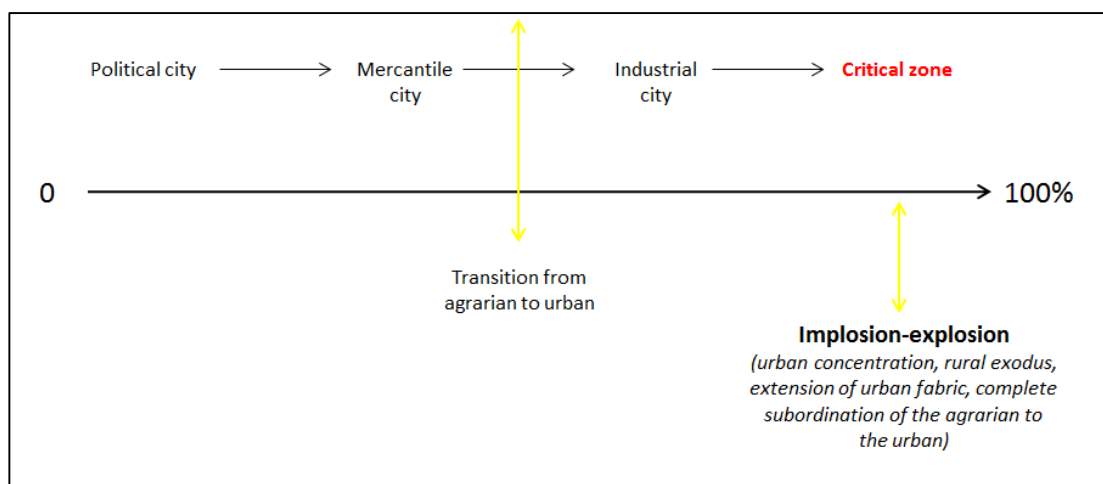 Political city
Mercantile
city
Industrial
city
Critical zone
0
100%
Transition from
agrarian to urban
Implosion-explosion
(urban concentration, rural exodus,
extension of urban fabric, complete
subordination of the agrarian to
the urban)